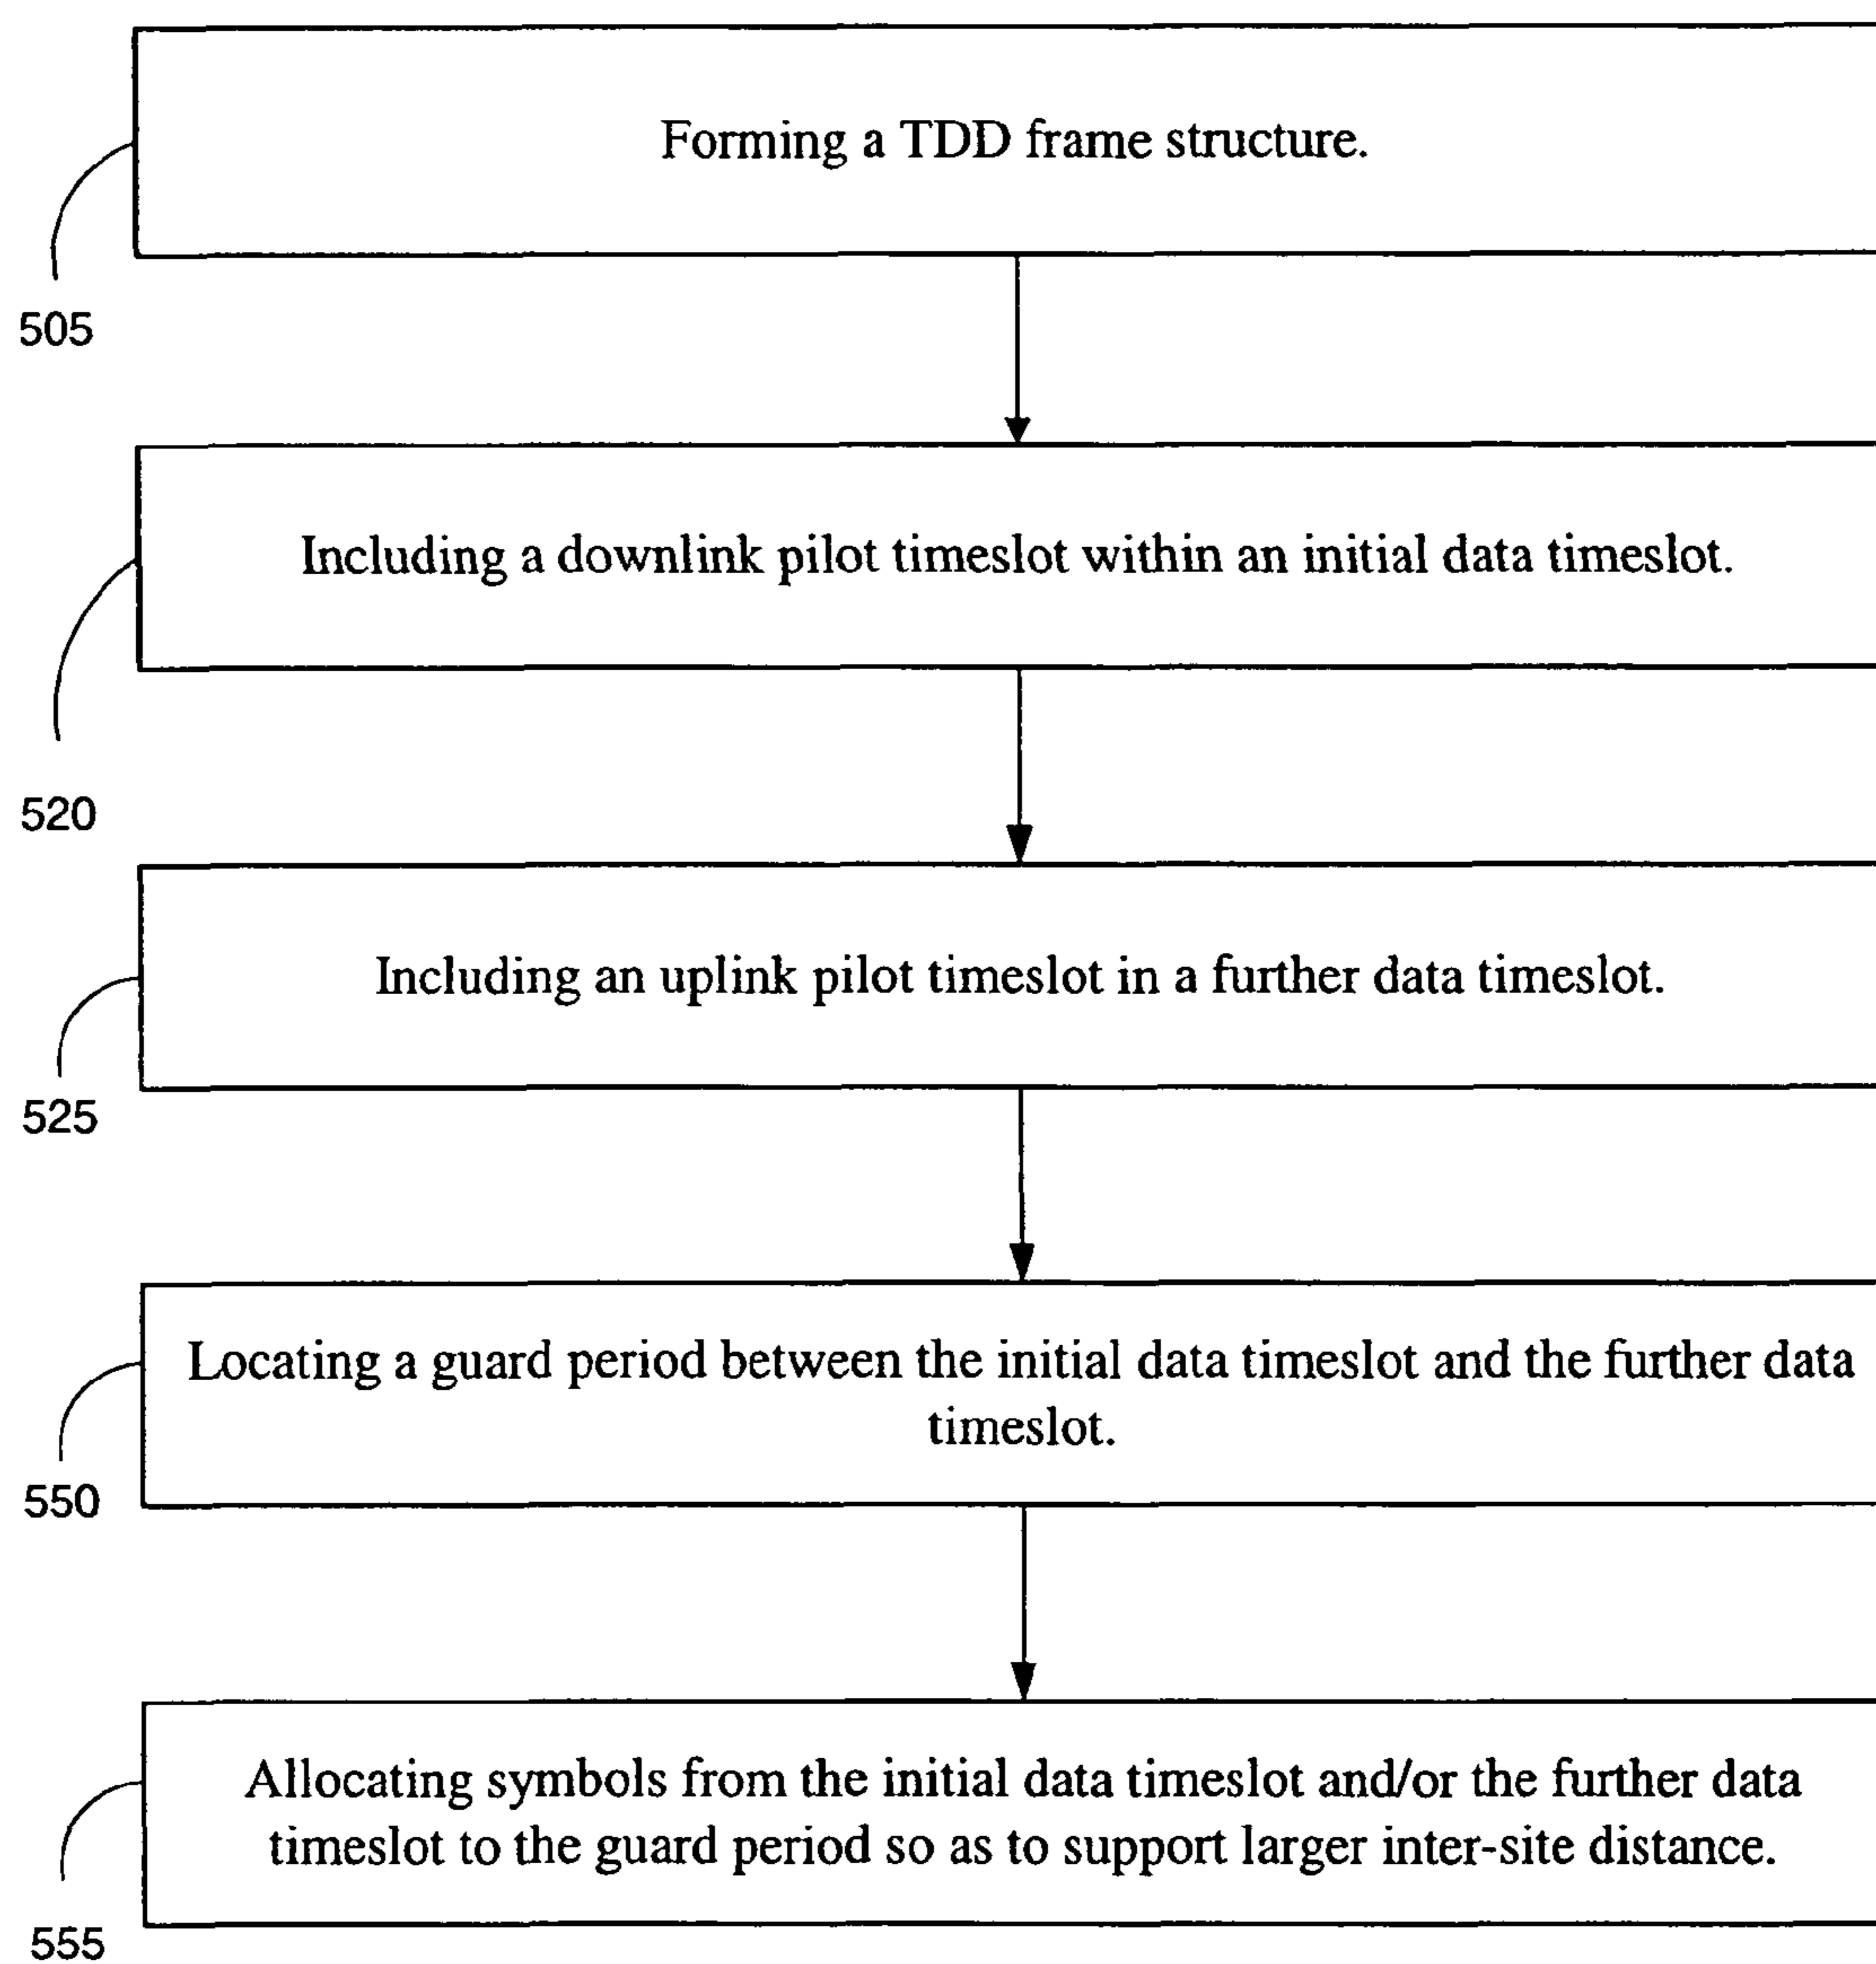 Forming a TDD frame structure.
505
Including a downlink pilot timeslot within an initial data timeslot.
520
Including an uplink pilot timeslot in a further data timeslot.
525
Locating a guard period between the initial data timeslot and the further data
timeslot.
550
Allocating symbols from the initial data timeslot and/or the further data
timeslot to the guard period so as to support larger inter-site distance.
555